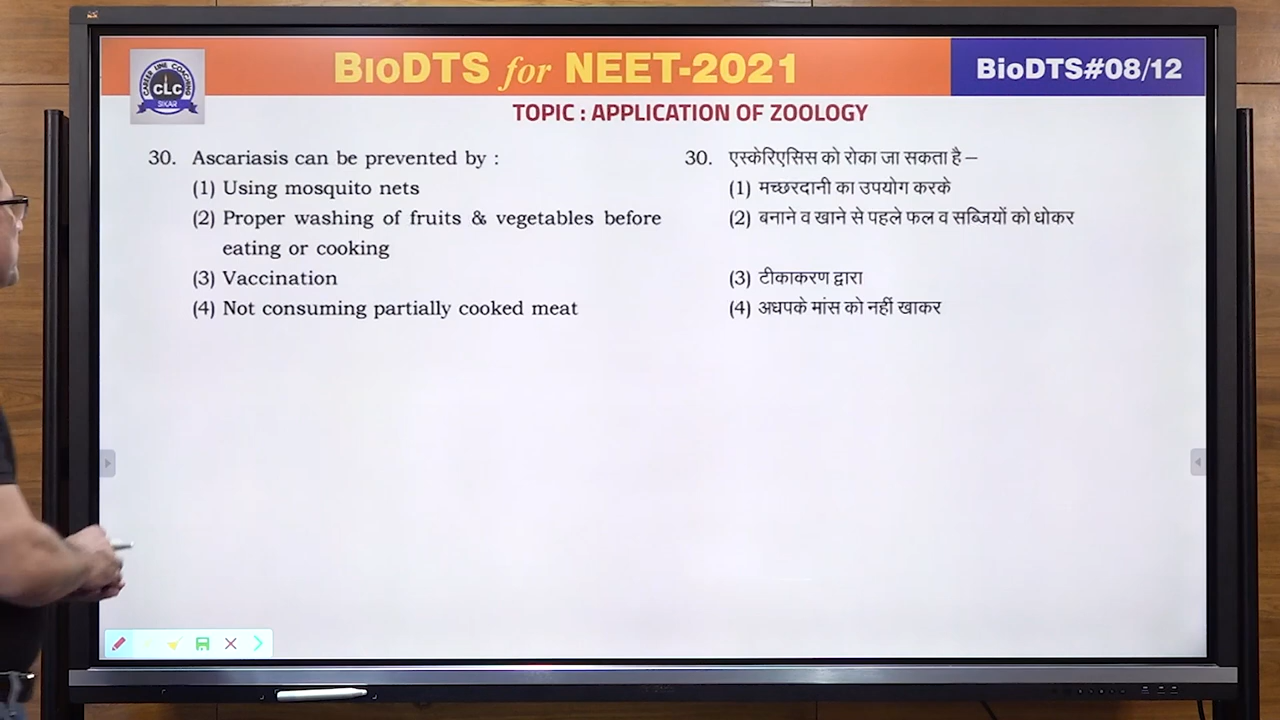 BIODTS for NEET-2021
BioDTS#08/12
CAREER LINE COACHING
CLC
SIKAR
TOPIC : APPLICATION OF ZOOLOGY
30. Ascariasis can be prevented by :
(1) Using mosquito nets
(2) Proper washing of fruits & vegetables before
eating or cooking
(3) Vaccination
(4) Not consuming partially cooked meat
30. एस्केरिएसिस को रोका जा सकता है –
(1) मच्छरदानी का उपयोग करके
(2) बनाने व खाने से पहले फल व सब्जियों को धोकर
(3) टीकाकरण द्वारा
(4) अधपके मांस को नहीं खाकर